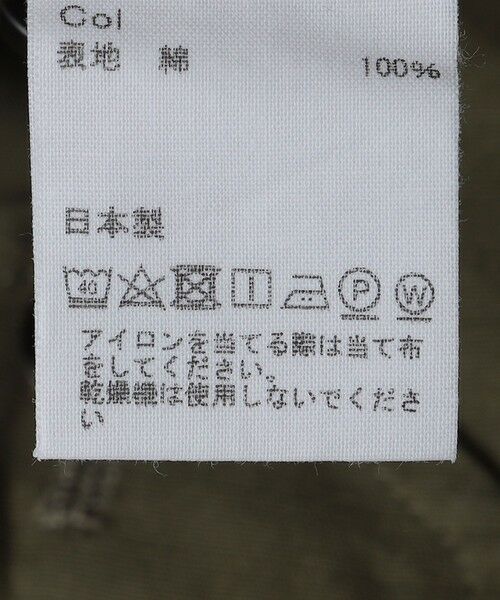 Col
表地 綿 100%
日本製
40 P W
アイロンを当てる際は当て布
をしてください。
乾燥機は使用しないでくださ
い